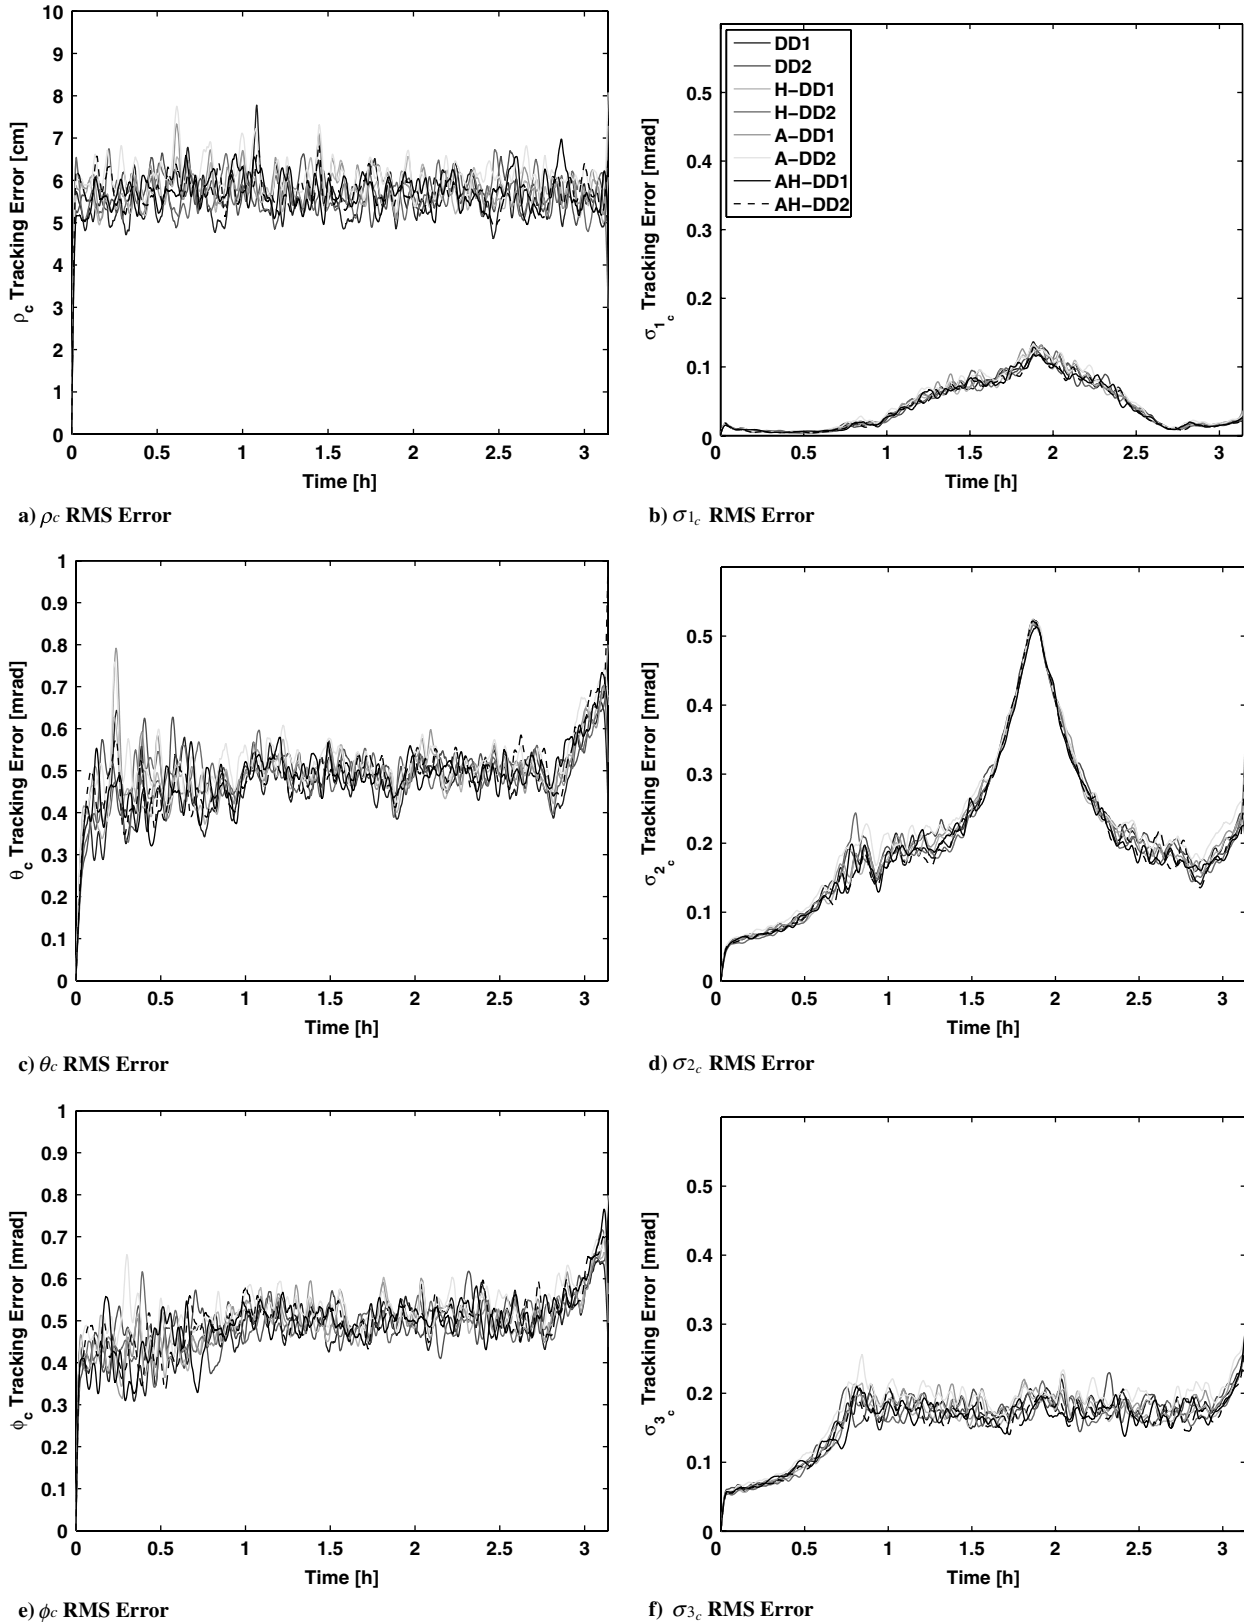 10
9
8
7
6
5
4
3
2
1
0
ρc Tracking Error [cm]
0 0.5 1 1.5 2 2.5 3
Time [h]
a) ρc RMS Error
0.5
0.4
0.3
0.2
0.1
0
σ1c Tracking Error [mrad]
DD1
DD2
H-DD1
H-DD2
A-DD1
A-DD2
AH-DD1
AH-DD2
0 0.5 1 1.5 2 2.5 3
Time [h]
b) σ1c RMS Error
1
0.9
0.8
0.7
0.6
0.5
0.4
0.3
0.2
0.1
0
θc Tracking Error [mrad]
0 0.5 1 1.5 2 2.5 3
Time [h]
c) θc RMS Error
0.5
0.4
0.3
0.2
0.1
0
σ2c Tracking Error [mrad]
0 0.5 1 1.5 2 2.5 3
Time [h]
d) σ2c RMS Error
1
0.9
0.8
0.7
0.6
0.5
0.4
0.3
0.2
0.1
0
ϕc Tracking Error [mrad]
0 0.5 1 1.5 2 2.5 3
Time [h]
e) ϕc RMS Error
0.5
0.4
0.3
0.2
0.1
0
σ3c Tracking Error [mrad]
0 0.5 1 1.5 2 2.5 3
Time [h]
f) σ3c RMS Error